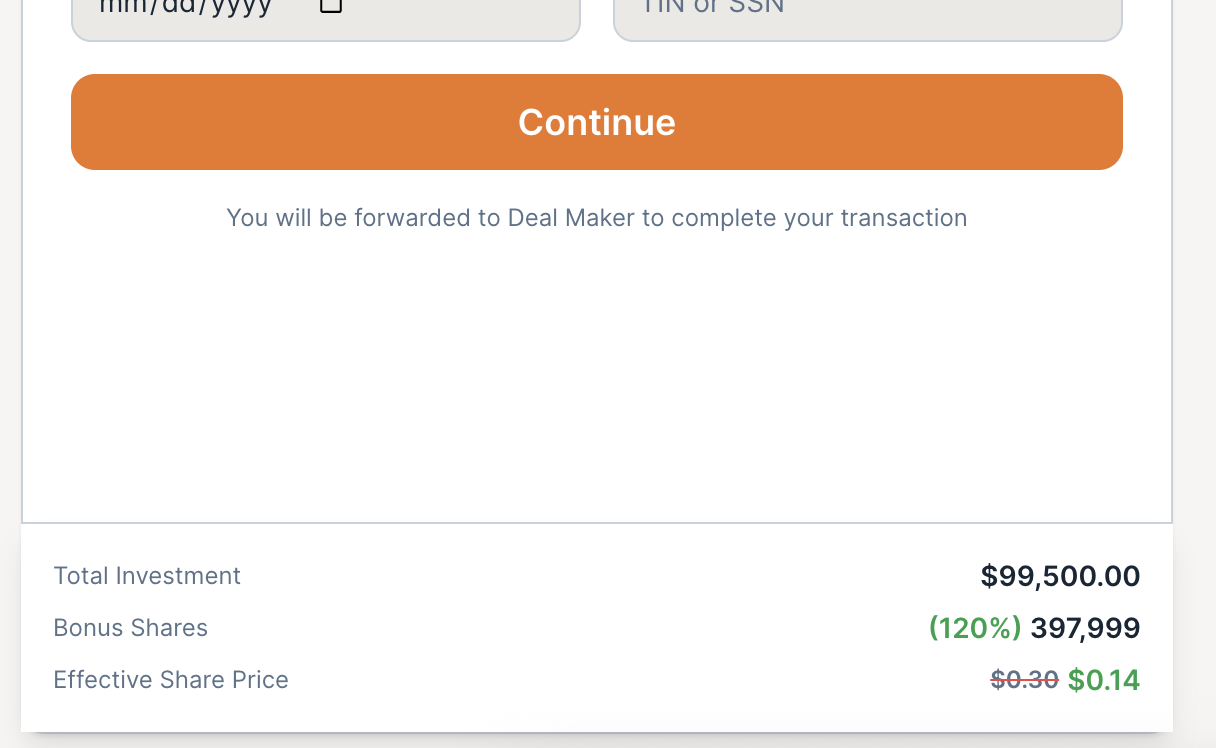 mm/dd/yyyy
TIN or SSN
Continue
You will be forwarded to Deal Maker to complete your transaction
Total Investment $99,500.00
Bonus Shares (120%) 397,999
Effective Share Price $0.30 $0.14